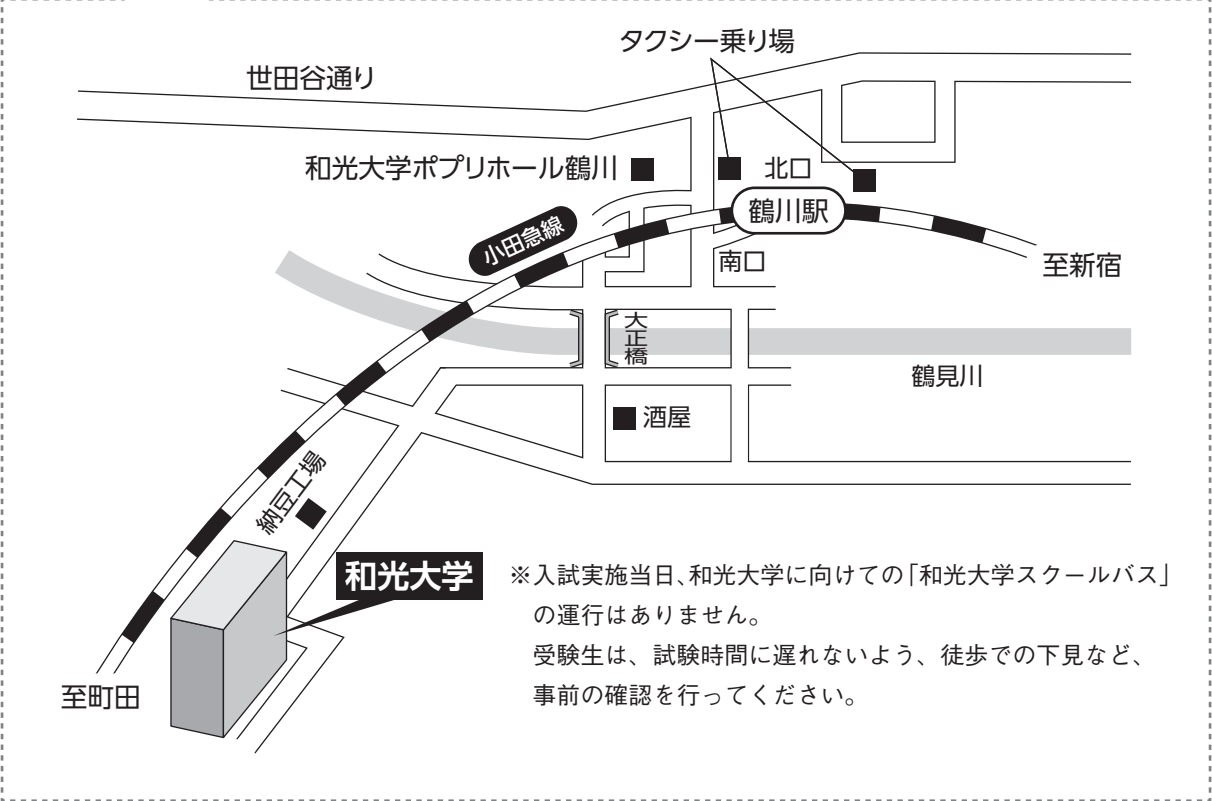 タクシー乗り場
世田谷通り
和光大学ポプリホール鶴川
北口
鶴川駅
小田急線
南口
至新宿
大正橋
鶴見川
酒屋
納豆工場
和光大学
※入試実施当日、和光大学に向けての「和光大学スクールバス」
の運行はありません。
受験生は、試験時間に遅れないよう、徒歩での下見など、
事前の確認を行ってください。
至町田